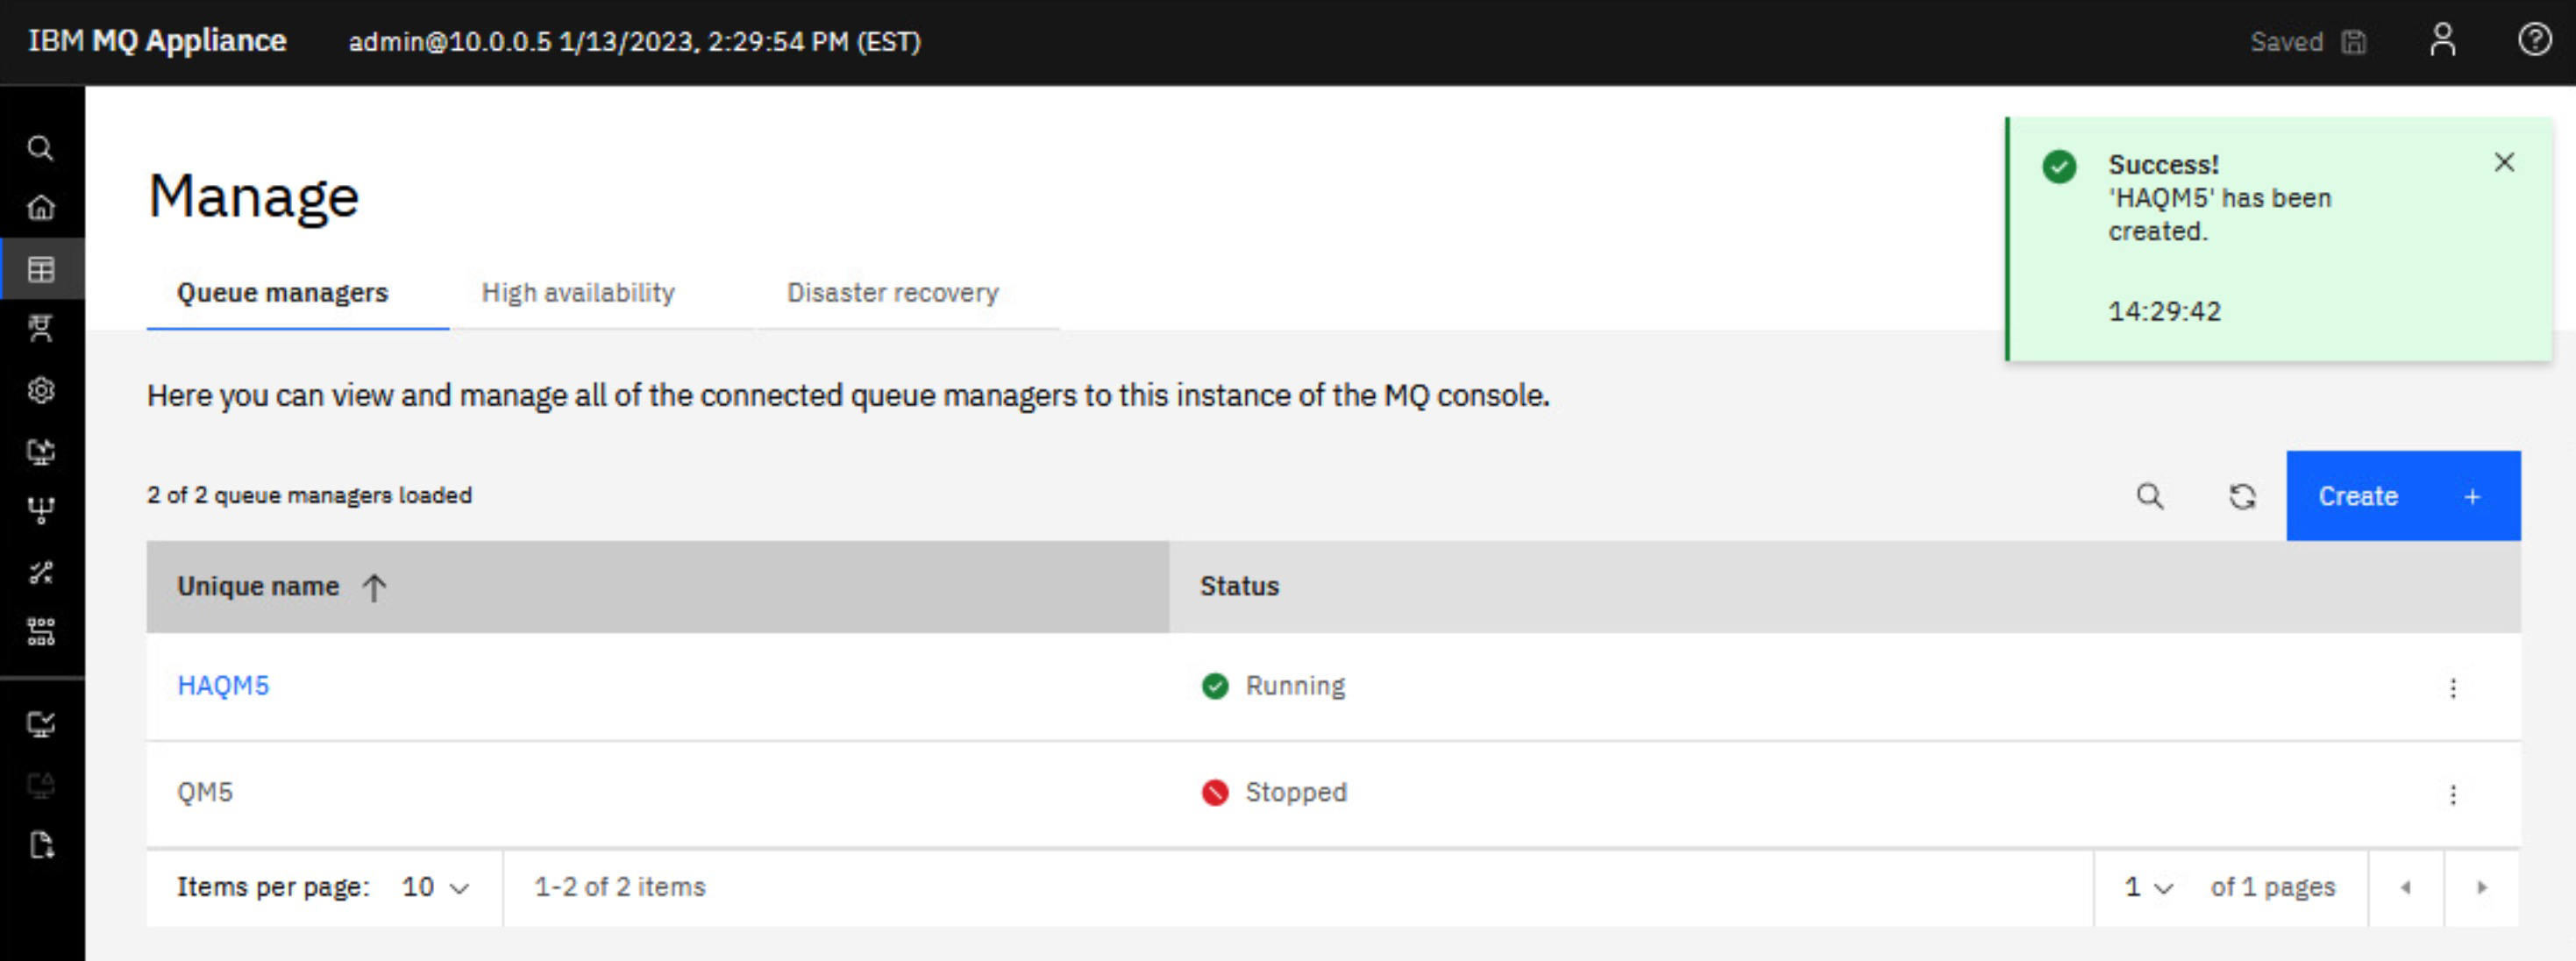 IBM MQ Appliance admin@10.0.0.5 1/13/2023, 2:29:54 PM (EST) Saved
Success!
'HAQM5' has been
created.
14:29:42
Manage
Queue managers High availability Disaster recovery
Here you can view and manage all of the connected queue managers to this instance of the MQ console.
2 of 2 queue managers loaded
Create +
Unique name Status
HAQM5 Running
QM5 Stopped
Items per page: 10 1-2 of 2 items 1 of 1 pages